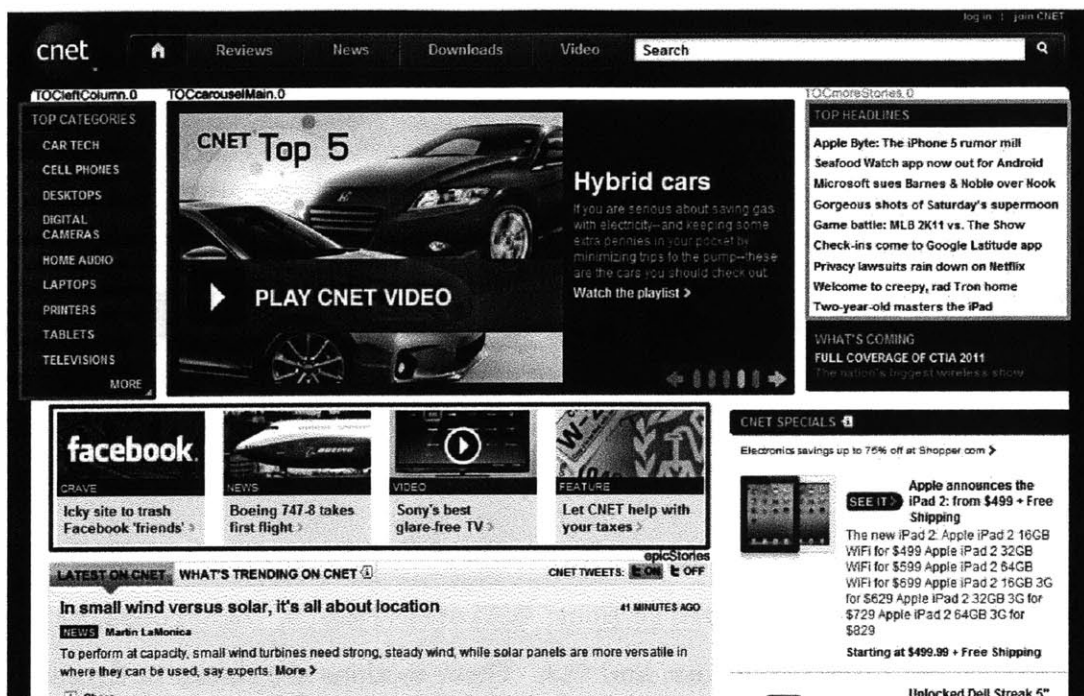 log in | join CNET
cnet Reviews News Downloads Video Search
TOCleftColumn.0
TOP CATEGORIES
CAR TECH
CELL PHONES
DESKTOPS
DIGITAL
CAMERAS
HOME AUDIO
LAPTOPS
PRINTERS
TABLETS
TELEVISIONS
MORE
TOCcarouselMain.0
CNET Top 5
PLAY CNET VIDEO
Hybrid cars
If you are serious about saving gas
with electricity--and keeping some
extra pennies in your pocket by
minimizing trips to the pump--these
are the cars you should check out.
Watch the playlist >
TOCmoreStories.0
TOP HEADLINES
Apple Byte: The iPhone 5 rumor mill
Seafood Watch app now out for Android
Microsoft sues Barnes & Noble over Nook
Gorgeous shots of Saturday's supermoon
Game battle: MLB 2K11 vs. The Show
Check-ins come to Google Latitude app
Privacy lawsuits rain down on Netflix
Welcome to creepy, rad Tron home
Two-year-old masters the iPad
WHAT'S COMING
FULL COVERAGE OF CTIA 2011
The nation's biggest wireless show
facebook.
CRAVE
Icky site to trash
Facebook 'friends' >
BOEING
NEWS
Boeing 747-8 takes
first flight >
VIDEO
Sony's best
glare-free TV >
FEATURE
Let CNET help with
your taxes >
epicStories
LATEST ON CNET WHAT'S TRENDING ON CNET CNET TWEETS: ON OFF
In small wind versus solar, it's all about location 41 MINUTES AGO
NEWS Martin LaMonica
To perform at capacity, small wind turbines need strong, steady wind, while solar panels are more versatile in
where they can be used, say experts. More >
Share
CNET SPECIALS
Electronics savings up to 75% off at Shopper.com >
SEE IT >
Apple announces the
iPad 2: from $499 + Free
Shipping
The new iPad 2: Apple iPad 2 16GB
WiFi for $499 Apple iPad 2 32GB
WiFi for $599 Apple iPad 2 64GB
WiFi for $699 Apple iPad 2 16GB 3G
for $629 Apple iPad 2 32GB 3G for
$729 Apple iPad 2 64GB 3G for
$829
Starting at $499.99 + Free Shipping
Unlocked Dell Streak 5"